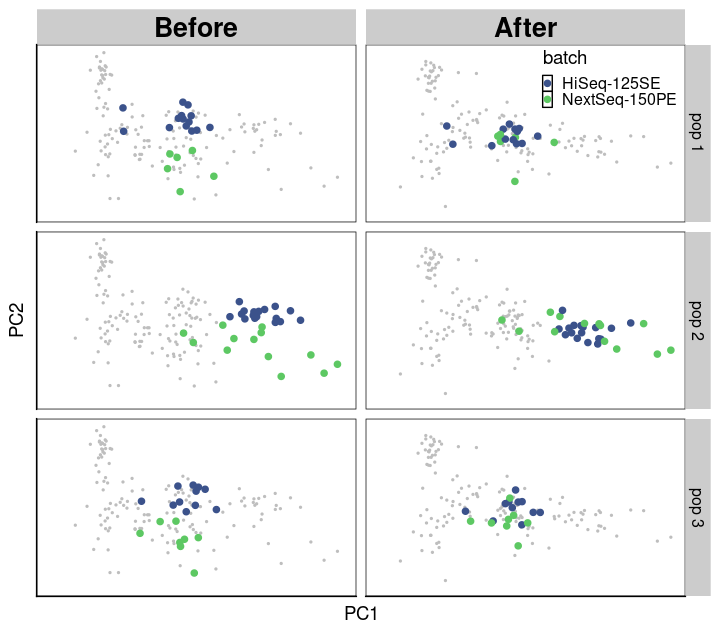 Before
After
batch
HiSeq-125SE
NextSeq-150PE
pop 1
pop 2
pop 3
PC2
PC1